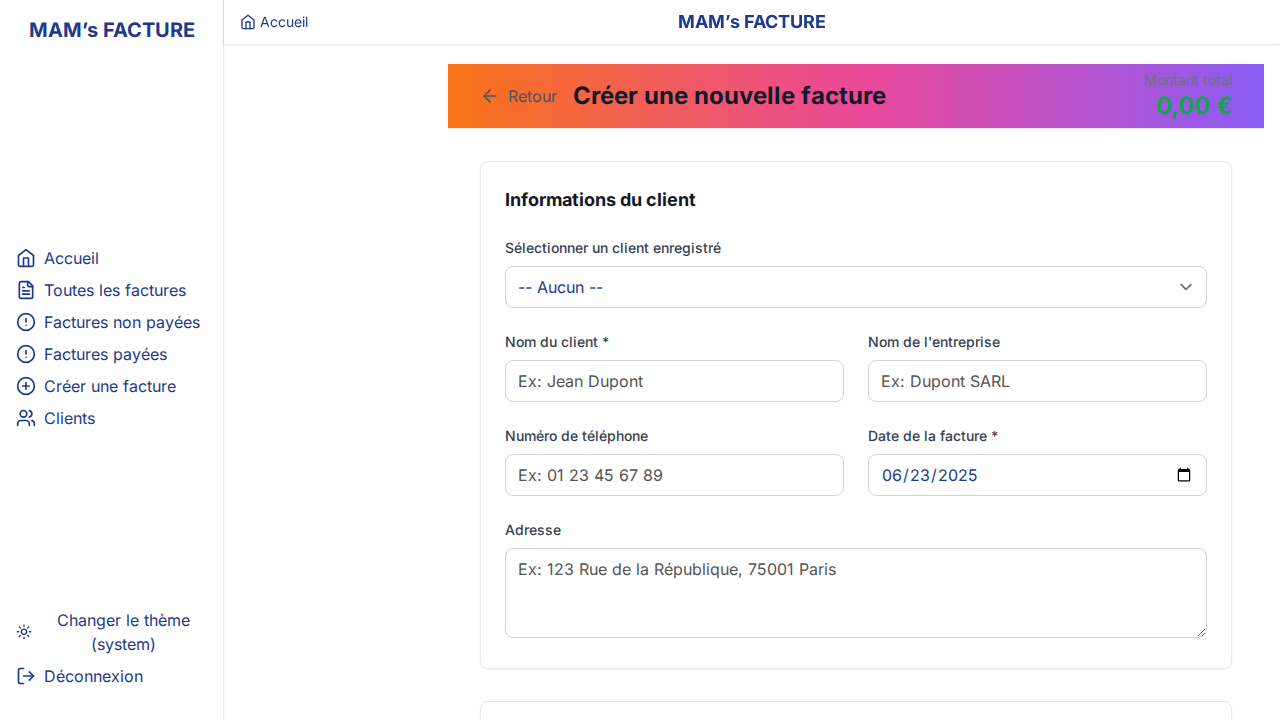 MAM’s FACTURE
Accueil
Toutes les factures
Factures non payées
Factures payées
Créer une facture
Clients
Changer le thème
(system)
Déconnexion
Accueil
MAM’s FACTURE
Retour
Créer une nouvelle facture
Montant total
0,00 €
Informations du client
Sélectionner un client enregistré
-- Aucun --
Nom du client *
Nom de l'entreprise
Ex: Jean Dupont
Ex: Dupont SARL
Numéro de téléphone
Date de la facture *
Ex: 01 23 45 67 89
06/23/2025
Adresse
Ex: 123 Rue de la République, 75001 Paris